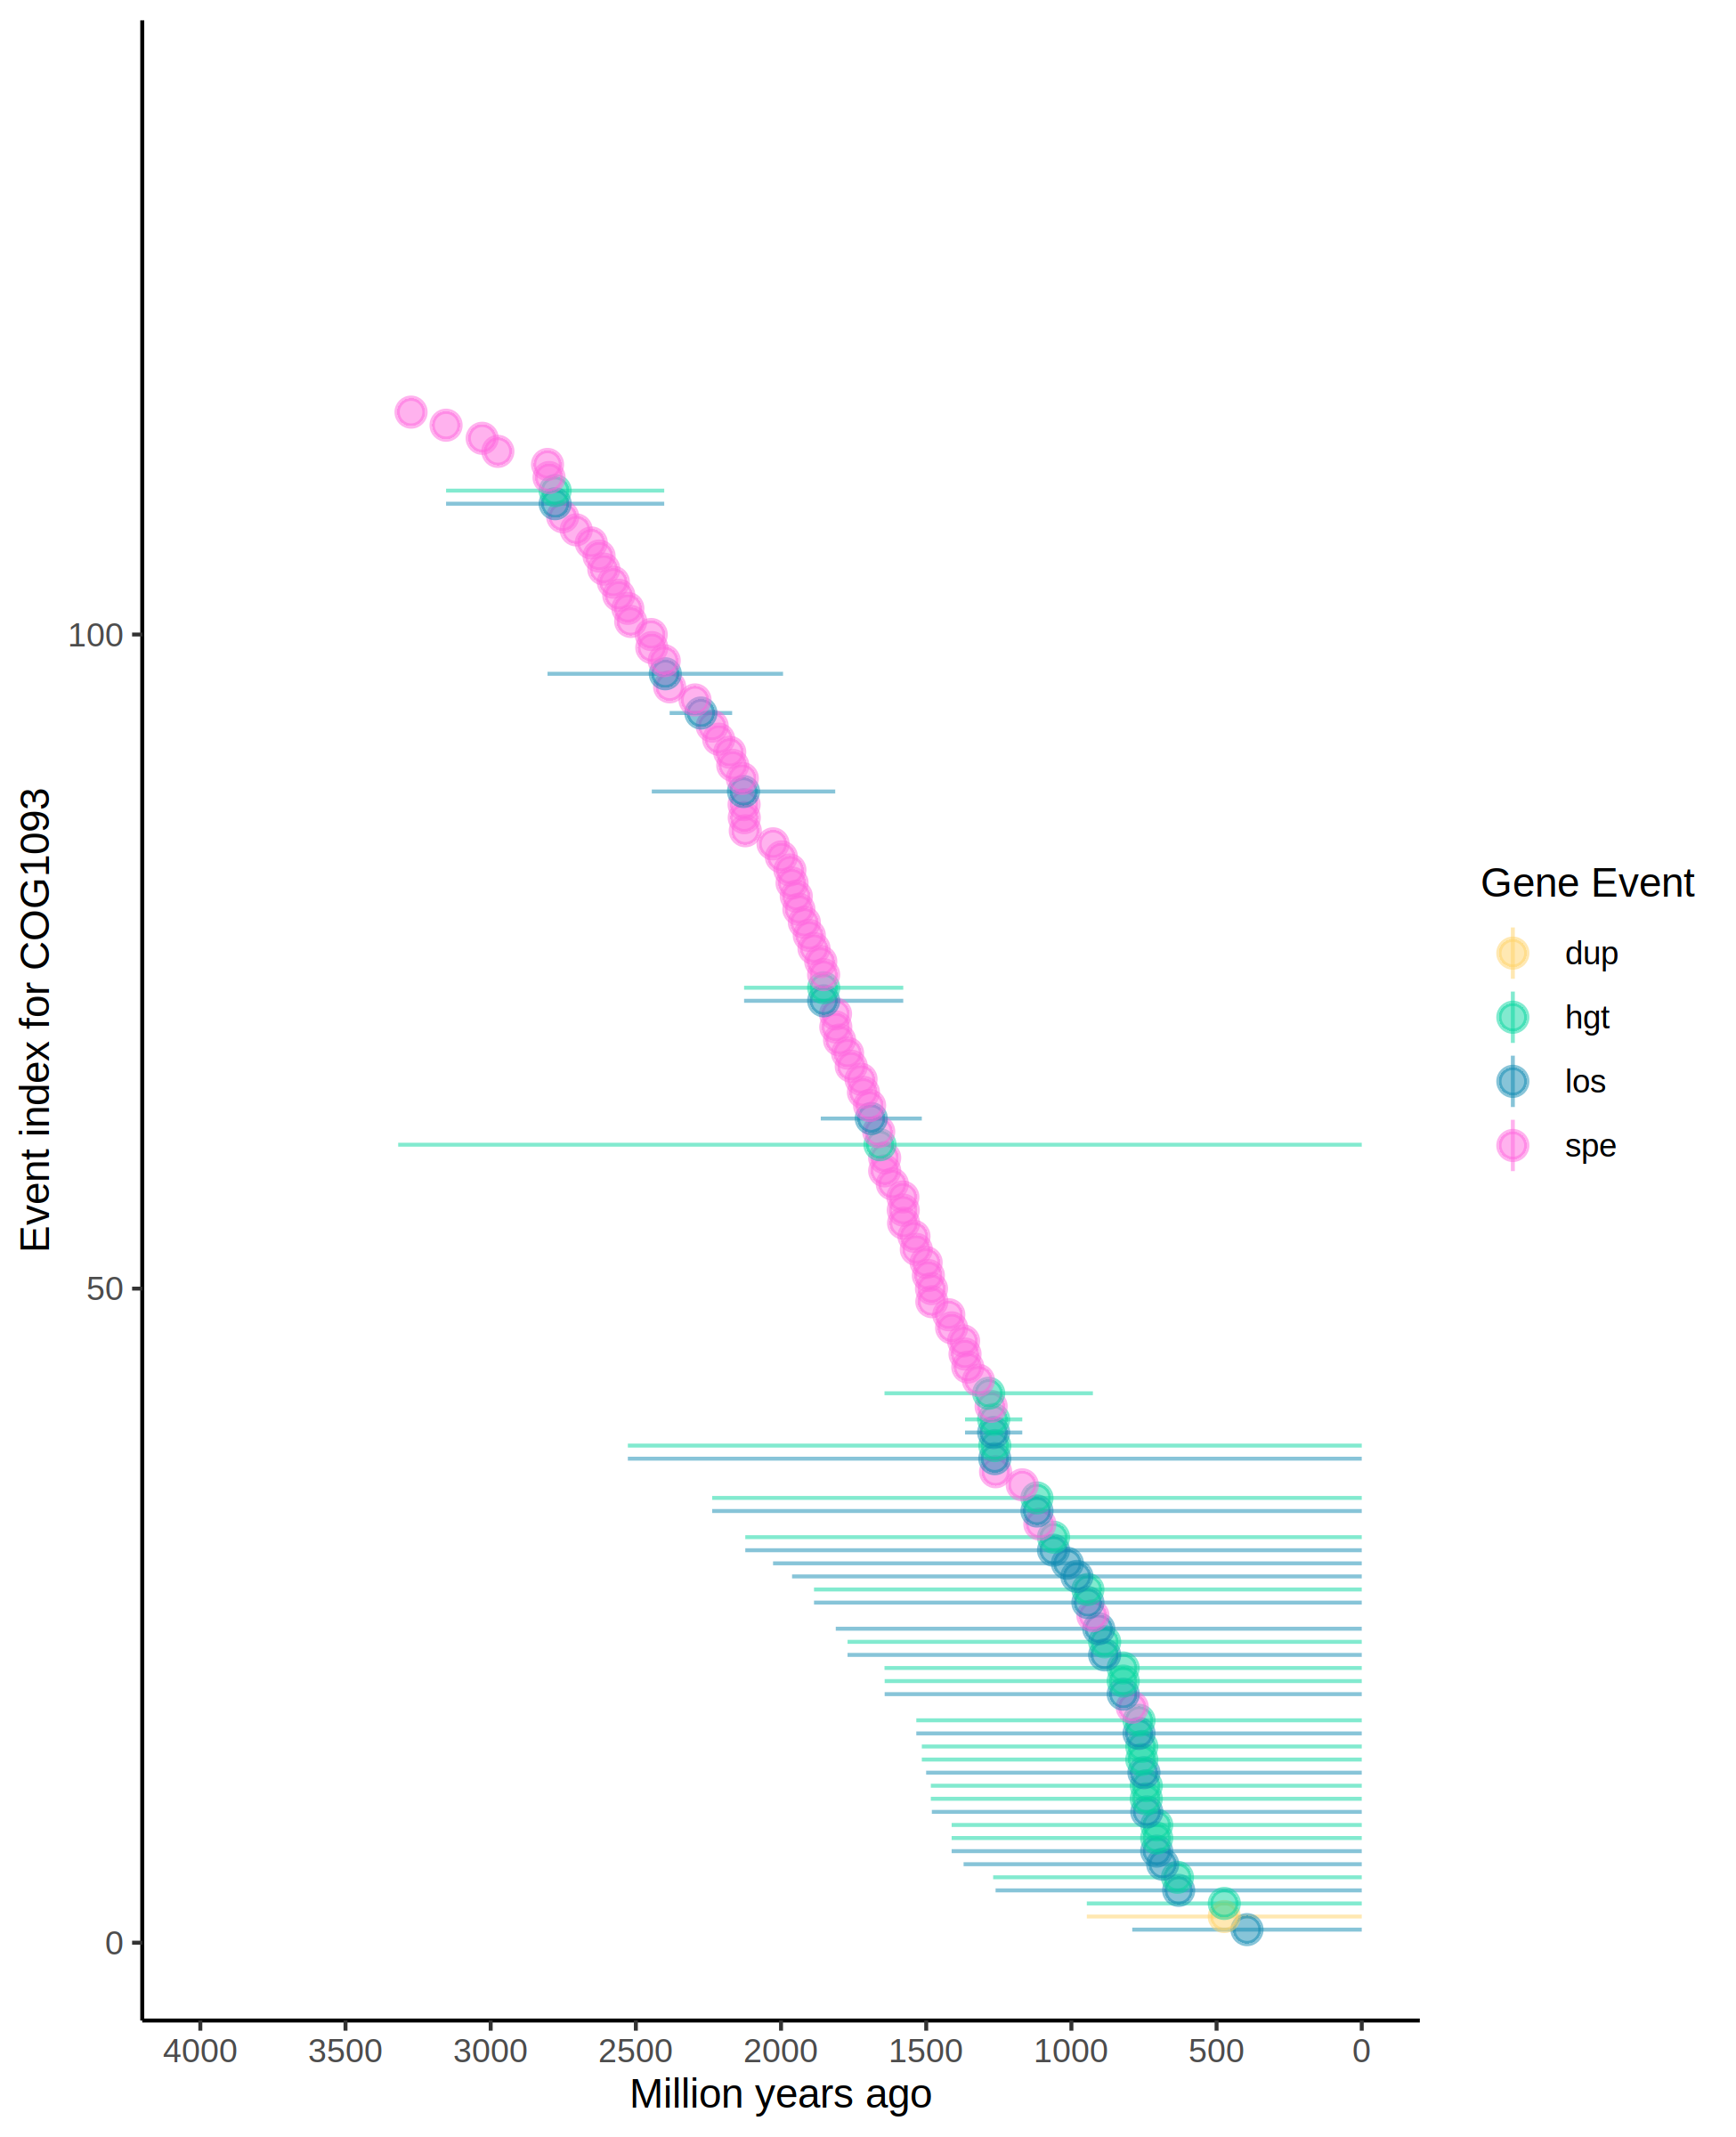 Event index for COG1093
100
50
0
4000 3500 3000 2500 2000 1500 1000 500 0
Million years ago
Gene Event
dup
hgt
los
spe